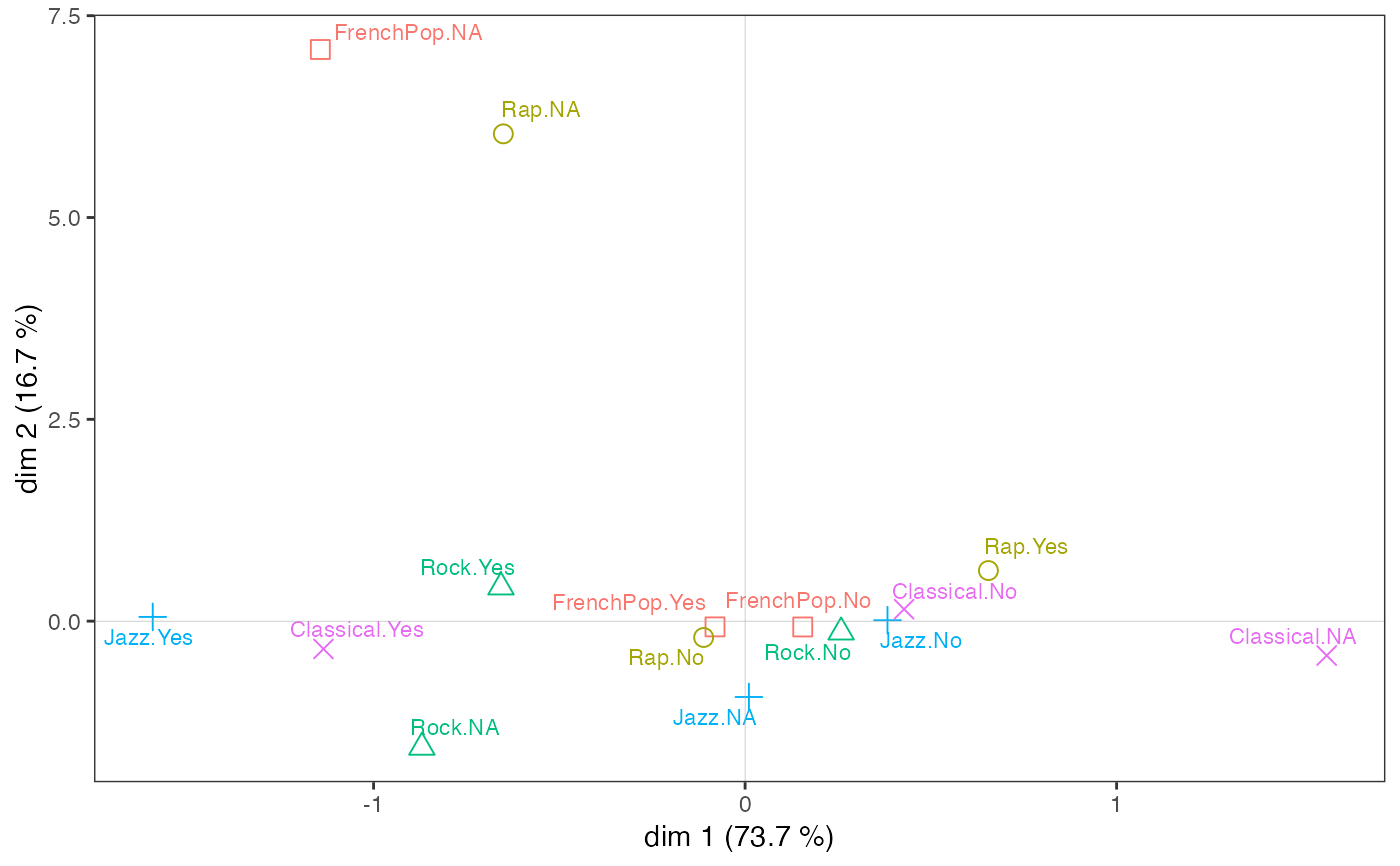 7.5
FrenchPop.NA
Rap.NA
5.0
dim 2 (16.7 %)
2.5
Rap.Yes
Rock.Yes
Classical.No
FrenchPop.Yes
FrenchPop.No
0.0
Classical.Yes
Jazz.Yes
Classical.NA
Jazz.No
Rock.No
Rap.No
Jazz.NA
Rock.NA
-1
0
1
dim 1 (73.7 %)